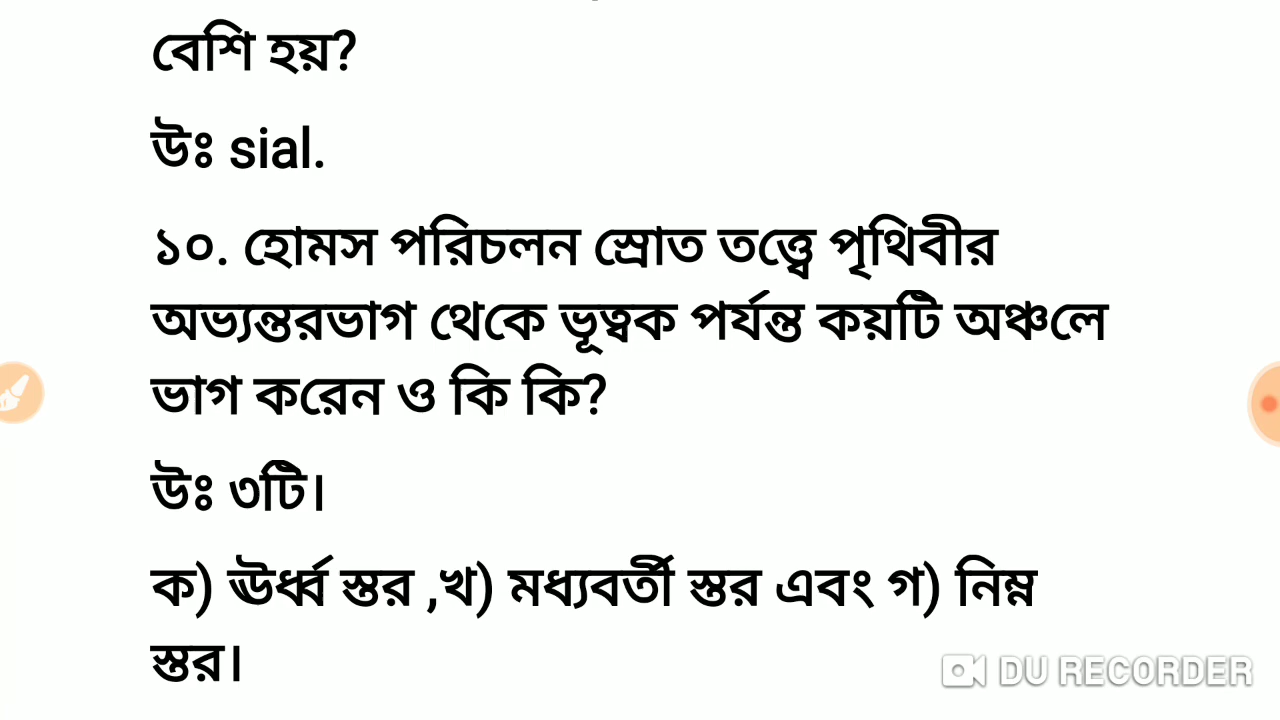 বেশি হয়?
উঃ sial.
১০. হোমস পরিচলন স্রোত তত্ত্বে পৃথিবীর
অভ্যন্তরভাগ থেকে ভূত্বক পর্যন্ত কয়টি অঞ্চলে
ভাগ করেন ও কি কি?
উঃ ৩টি।
ক) ঊর্ধ্ব স্তর ,খ) মধ্যবর্তী স্তর এবং গ) নিম্ন
স্তর।
DU RECORDER